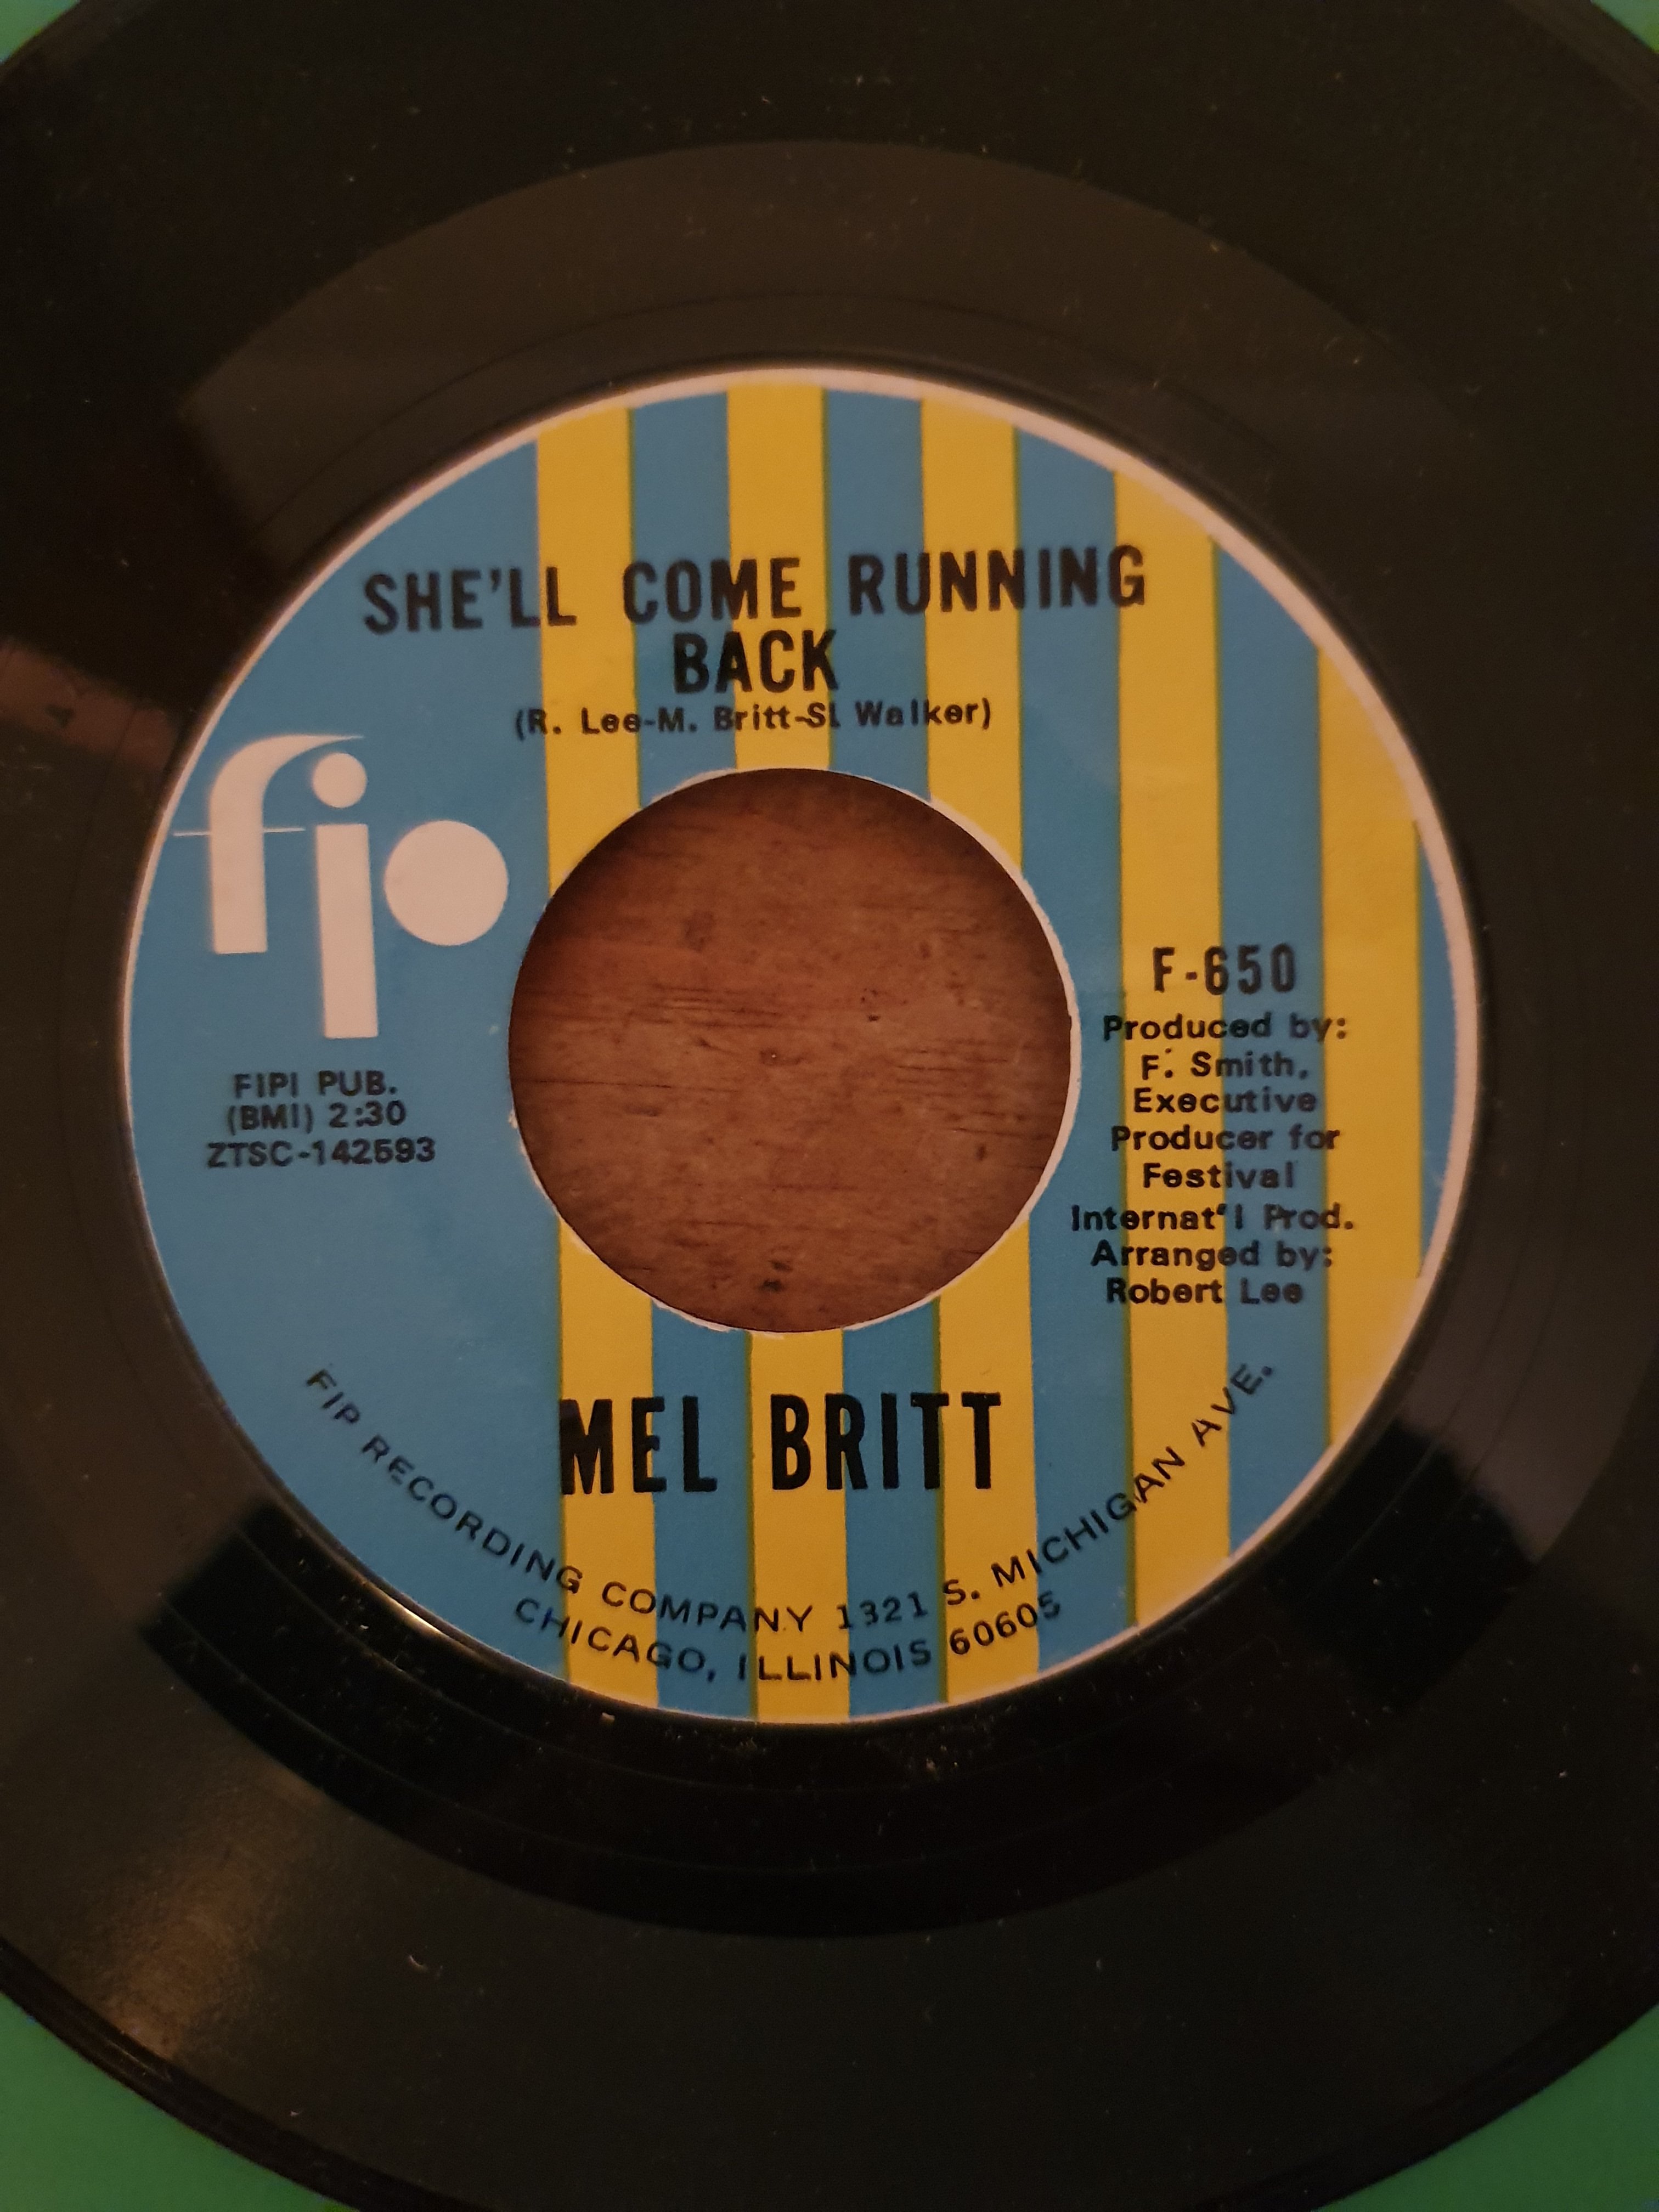 SHE'LL COME RUNNING
BACK
(R. Lee-M. Britt-SL Walker)
fip
FIPI PUB.
(BMI) 2:30
ZTSC-142593
F-650
Produced by:
F. Smith,
Executive
Producer for
Festival
Internat'l Prod.
Arranged by:
Robert Lee
MEL BRITT
FIP RECORDING COMPANY 1321 S. MICHIGAN AVE.
CHICAGO, ILLINOIS 60605